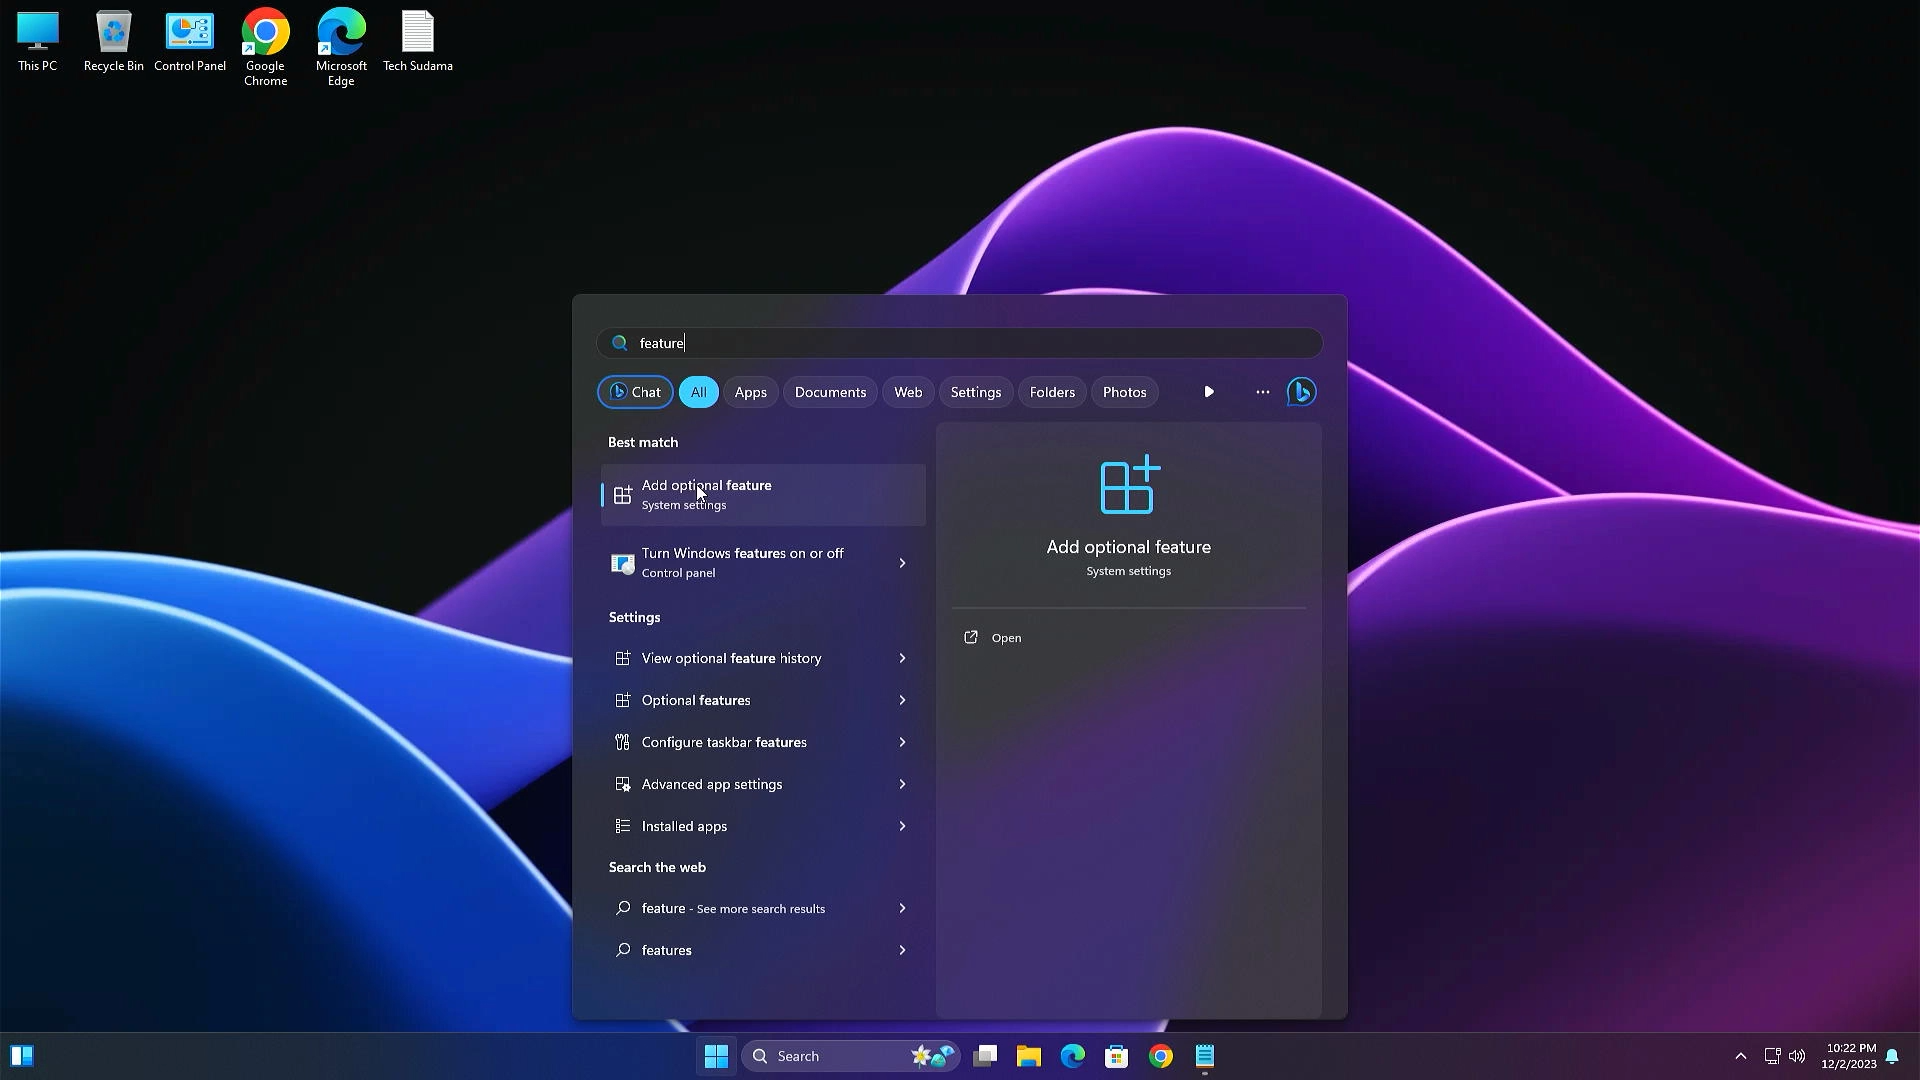 This PC
Recycle Bin
Control Panel
Google
Chrome
Microsoft
Edge
Tech Sudama
feature
Chat
All
Apps
Documents
Web
Settings
Folders
Photos
Best match
Add optional feature
System settings
Turn Windows features on or off
Control panel
Settings
View optional feature history
Optional features
Configure taskbar features
Advanced app settings
Installed apps
Search the web
feature - See more search results
features
Add optional feature
System settings
Open
Search
10:22 PM
12/2/2023